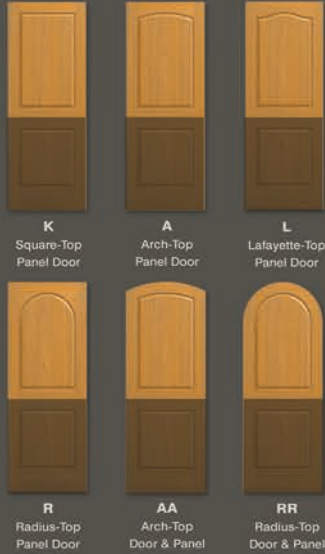 K
Square-Top
Panel Door
A
Arch-Top
Panel Door
L
Lafayette-Top
Panel Door
R
Radius-Top
Panel Door
AA
Arch-Top
Door & Panel
RR
Radius-Top
Door & Panel